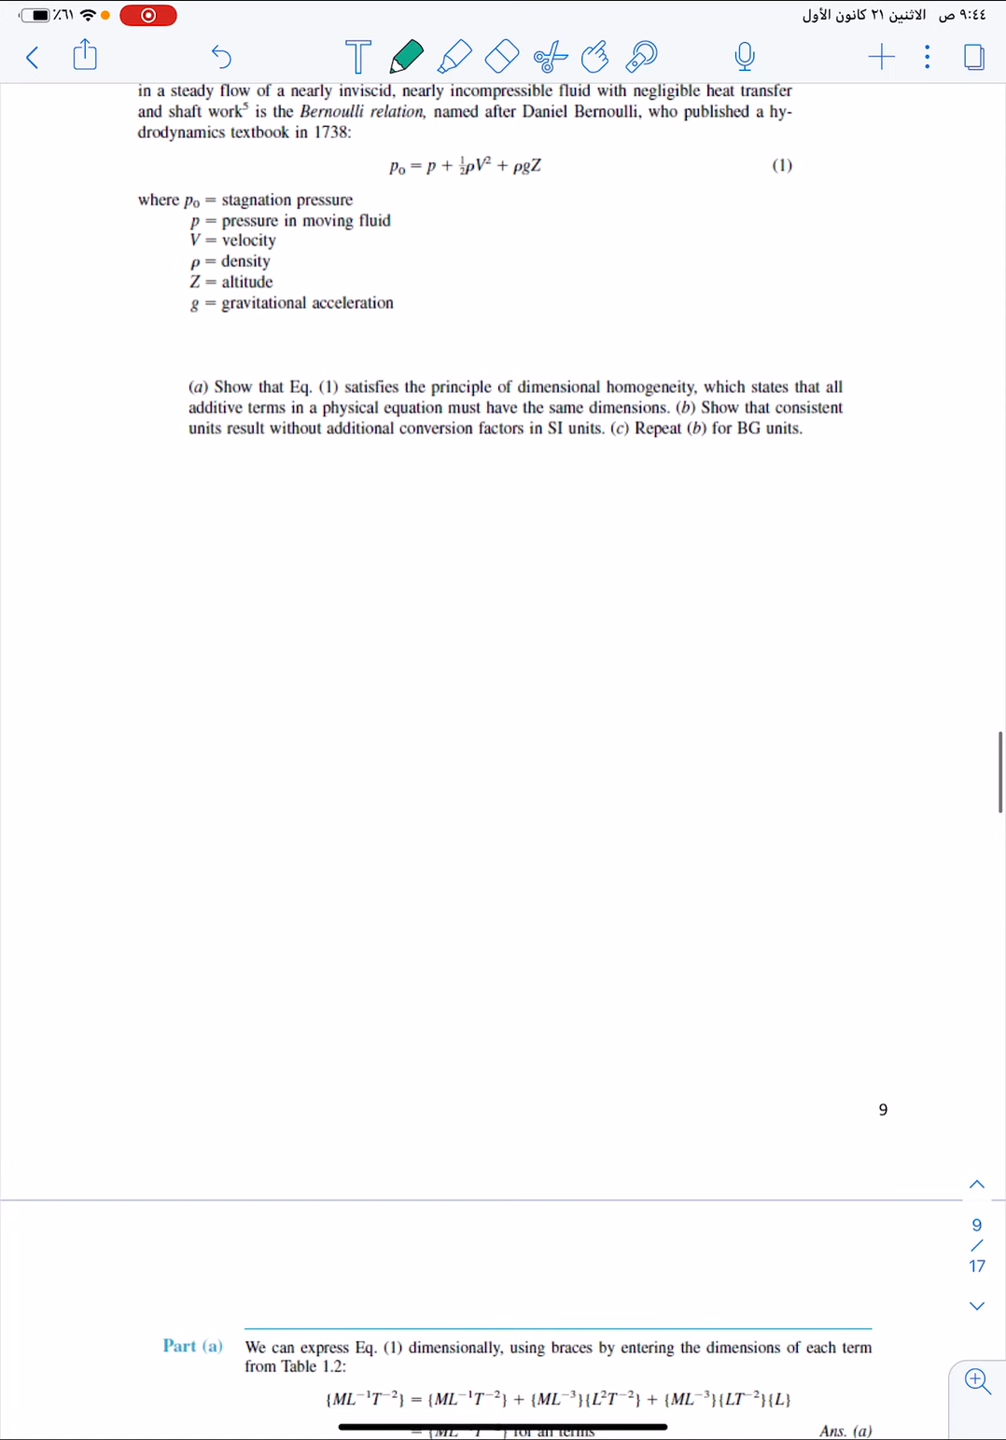 ٩:٤٤ ص الاثنين ٢١ كانون الأول
٪٦١
in a steady flow of a nearly inviscid, nearly incompressible fluid with negligible heat transfer
and shaft work⁵ is the Bernoulli relation, named after Daniel Bernoulli, who published a hy-
drodynamics textbook in 1738:
p₀ = p + ½ρV² + ρgZ (1)
where p₀ = stagnation pressure
p = pressure in moving fluid
V = velocity
ρ = density
Z = altitude
g = gravitational acceleration
(a) Show that Eq. (1) satisfies the principle of dimensional homogeneity, which states that all
additive terms in a physical equation must have the same dimensions. (b) Show that consistent
units result without additional conversion factors in SI units. (c) Repeat (b) for BG units.
9
9
/
17
Part (a) We can express Eq. (1) dimensionally, using braces by entering the dimensions of each term
from Table 1.2:
{ML⁻¹T⁻²} = {ML⁻¹T⁻²} + {ML⁻³}{L²T⁻²} + {ML⁻³}{LT⁻²}{L}
for all terms Ans. (a)